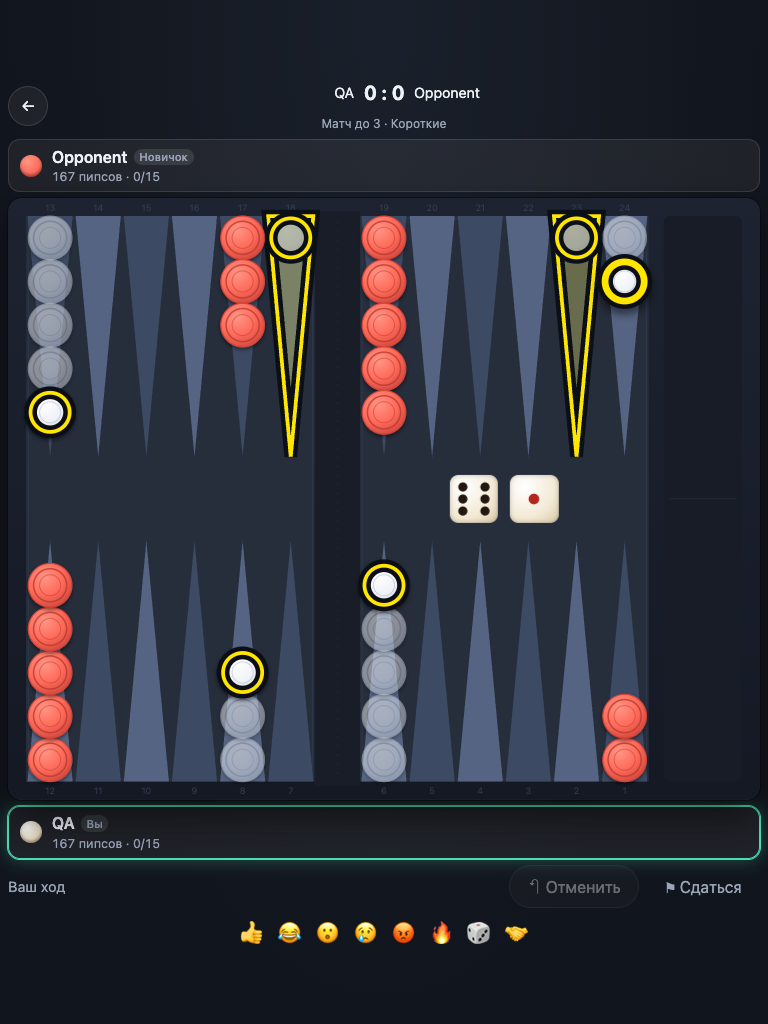 QA 0 : 0 Opponent
Матч до 3 · Короткие
Opponent Новичок
167 пипсов · 0/15
13 14 15 16 17 18 19 20 21 22 23 24
12 11 10 9 8 7 6 5 4 3 2 1
QA Вы
167 пипсов · 0/15
Ваш ход
Отменить
Сдаться